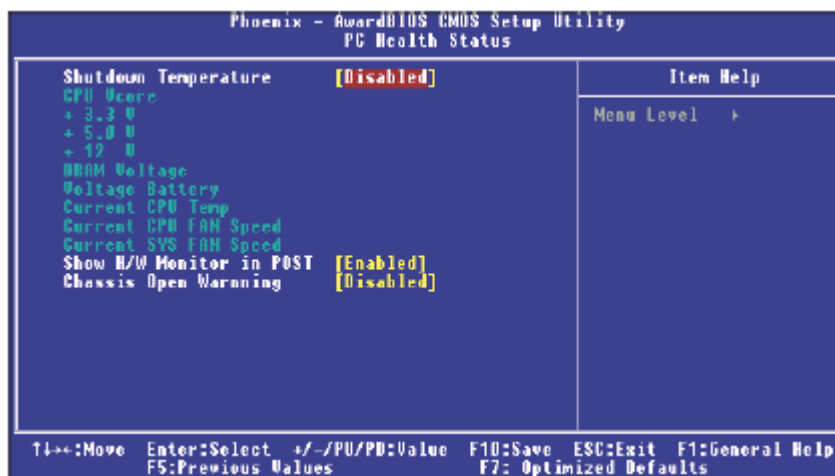 Phoenix - AwardBIOS CMOS Setup Utility
PC Health Status
Shutdown Temperature [Disabled]
CPU Vcore
+ 3.3 V
+ 5.0 V
+ 12 V
DRAM Voltage
Voltage Battery
Current CPU Temp
Current CPU FAN Speed
Current SYS FAN Speed
Show H/W Monitor in POST [Enabled]
Chassis Open Warnning [Disabled]
Item Help
Menu Level ▸
↑↓→←:Move Enter:Select +/-/PU/PD:Value F10:Save ESC:Exit F1:General Help
F5:Previous Values F7: Optimized Defaults